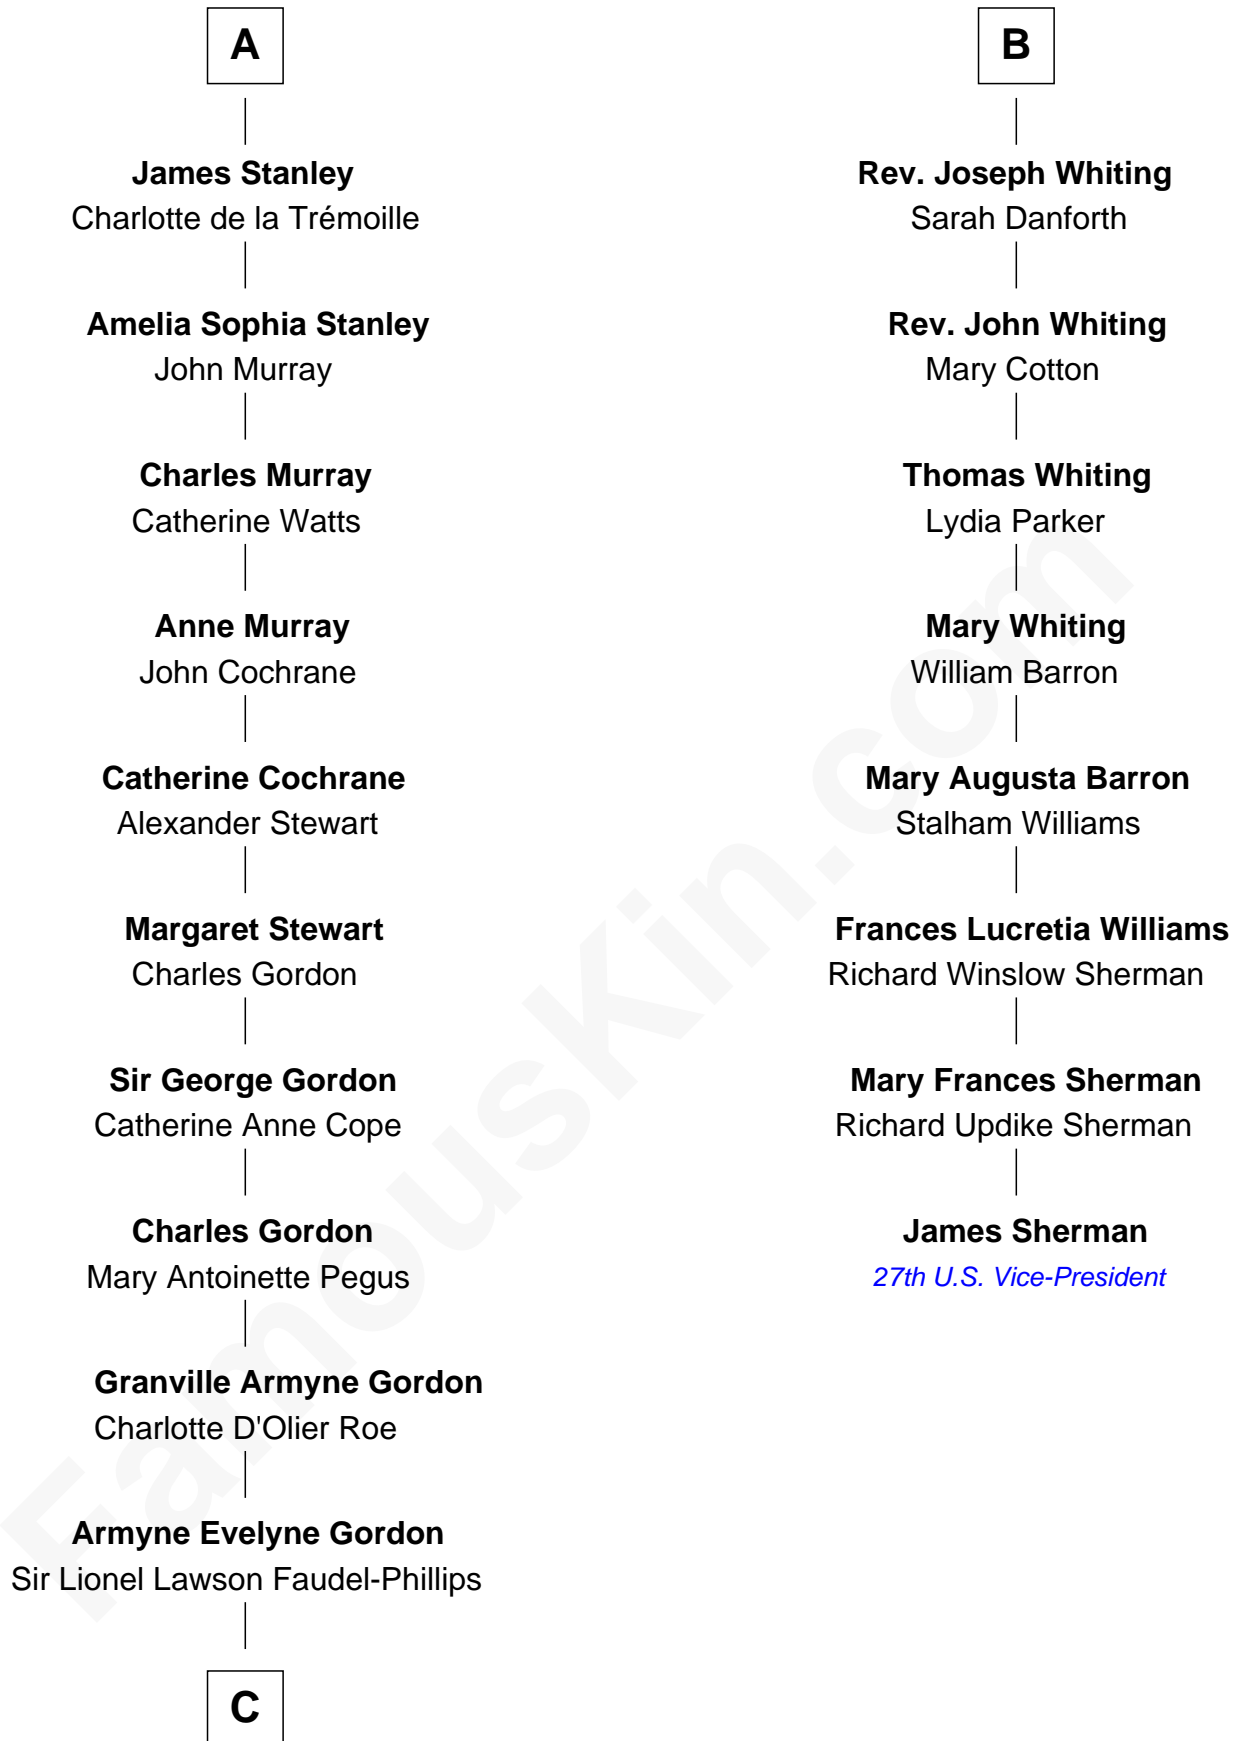 A
James Stanley
Charlotte de la Trémoille
Amelia Sophia Stanley
John Murray
Charles Murray
Catherine Watts
Anne Murray
John Cochrane
Catherine Cochrane
Alexander Stewart
Margaret Stewart
Charles Gordon
Sir George Gordon
Catherine Anne Cope
Charles Gordon
Mary Antoinette Pegus
Granville Armyne Gordon
Charlotte D'Olier Roe
Armyne Evelyne Gordon
Sir Lionel Lawson Faudel-Phillips
C
B
Rev. Joseph Whiting
Sarah Danforth
Rev. John Whiting
Mary Cotton
Thomas Whiting
Lydia Parker
Mary Whiting
William Barron
Mary Augusta Barron
Stalham Williams
Frances Lucretia Williams
Richard Winslow Sherman
Mary Frances Sherman
Richard Updike Sherman
James Sherman
27th U.S. Vice-President
FamousKin.com